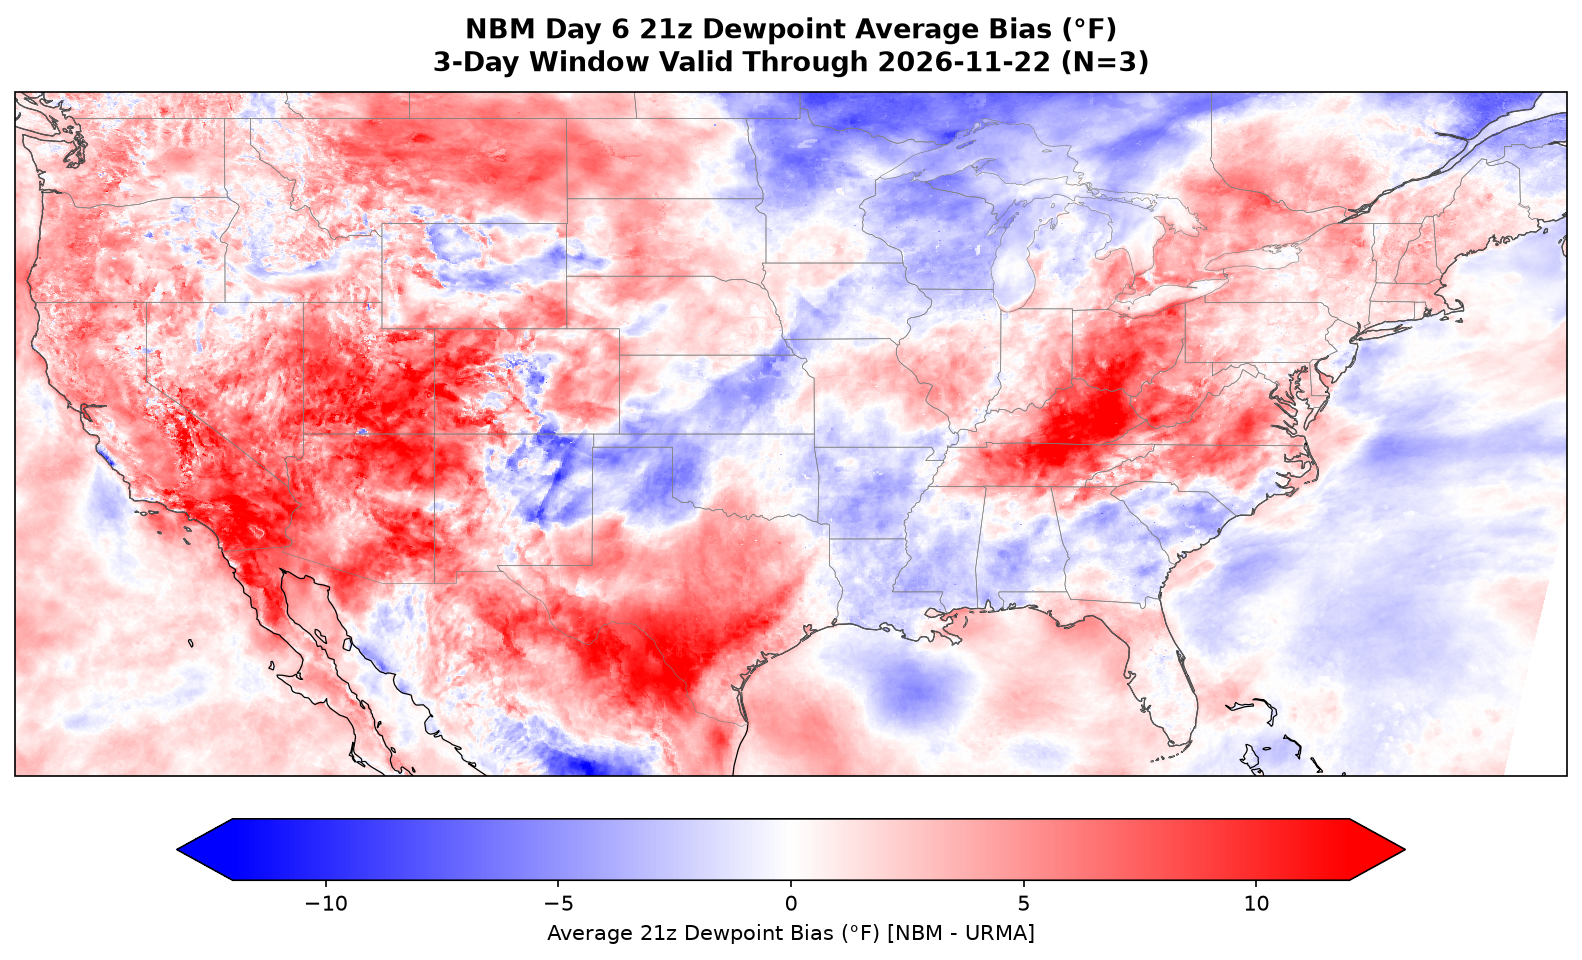 NBM Day 6 21z Dewpoint Average Bias (°F)
3-Day Window Valid Through 2026-11-22 (N=3)
−10 −5 0 5 10
Average 21z Dewpoint Bias (°F) [NBM - URMA]